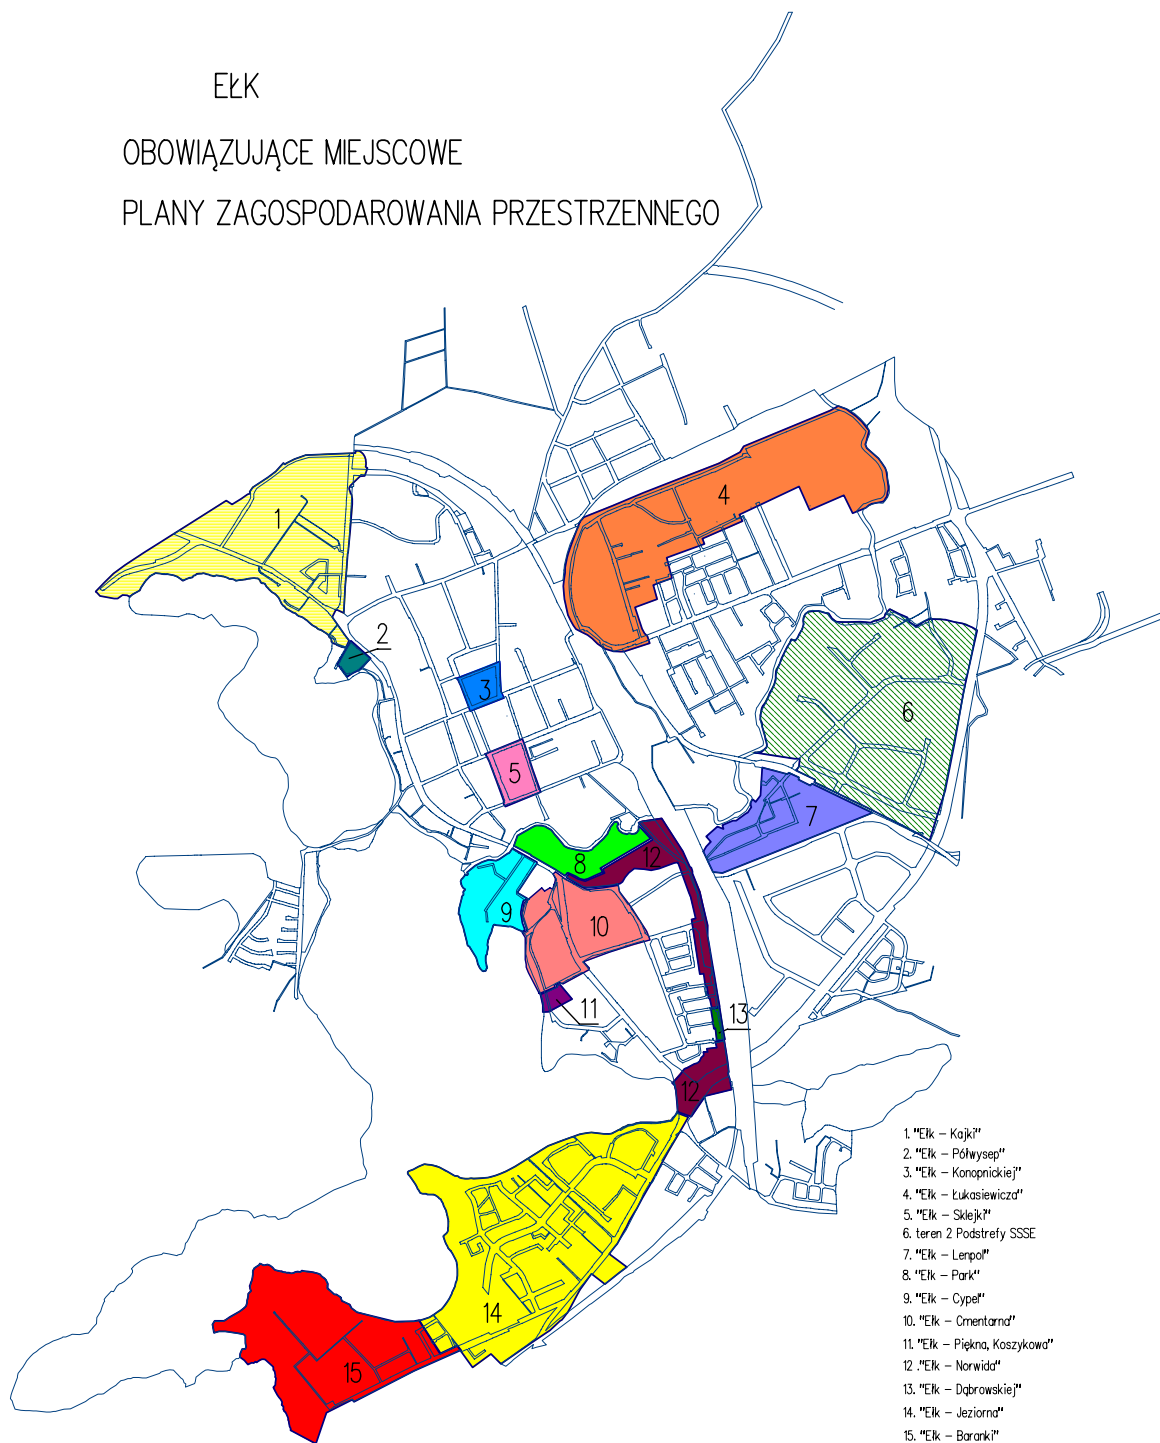 EŁK
OBOWIĄZUJĄCE MIEJSCOWE
PLANY ZAGOSPODAROWANIA PRZESTRZENNEGO
1
2
3
4
5
6
7
8
12
9
10
11
13
12
14
15
1. "Ełk – Kajki"
2. "Ełk – Półwysep"
3. "Ełk – Konopnickiej"
4. "Ełk – Łukasiewicza"
5. "Ełk – Sklejki"
6. teren 2 Podstrefy SSSE
7. "Ełk – Lenpol"
8. "Ełk – Park"
9. "Ełk – Cypel"
10. "Ełk – Cmentarna"
11. "Ełk – Piękna, Koszykowa"
12 ."Ełk – Norwida"
13. "Ełk – Dąbrowskiej"
14. "Ełk – Jeziorna"
15. "Ełk – Baranki"